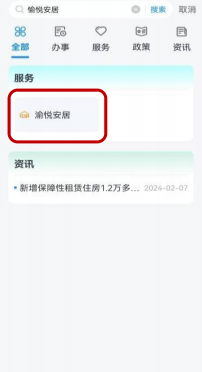 渝悦安居 搜索 取消
全部 办事 服务 政策 资讯
服务
渝悦安居
资讯
• 新增保障性租赁住房1.2万多... 2024-02-07